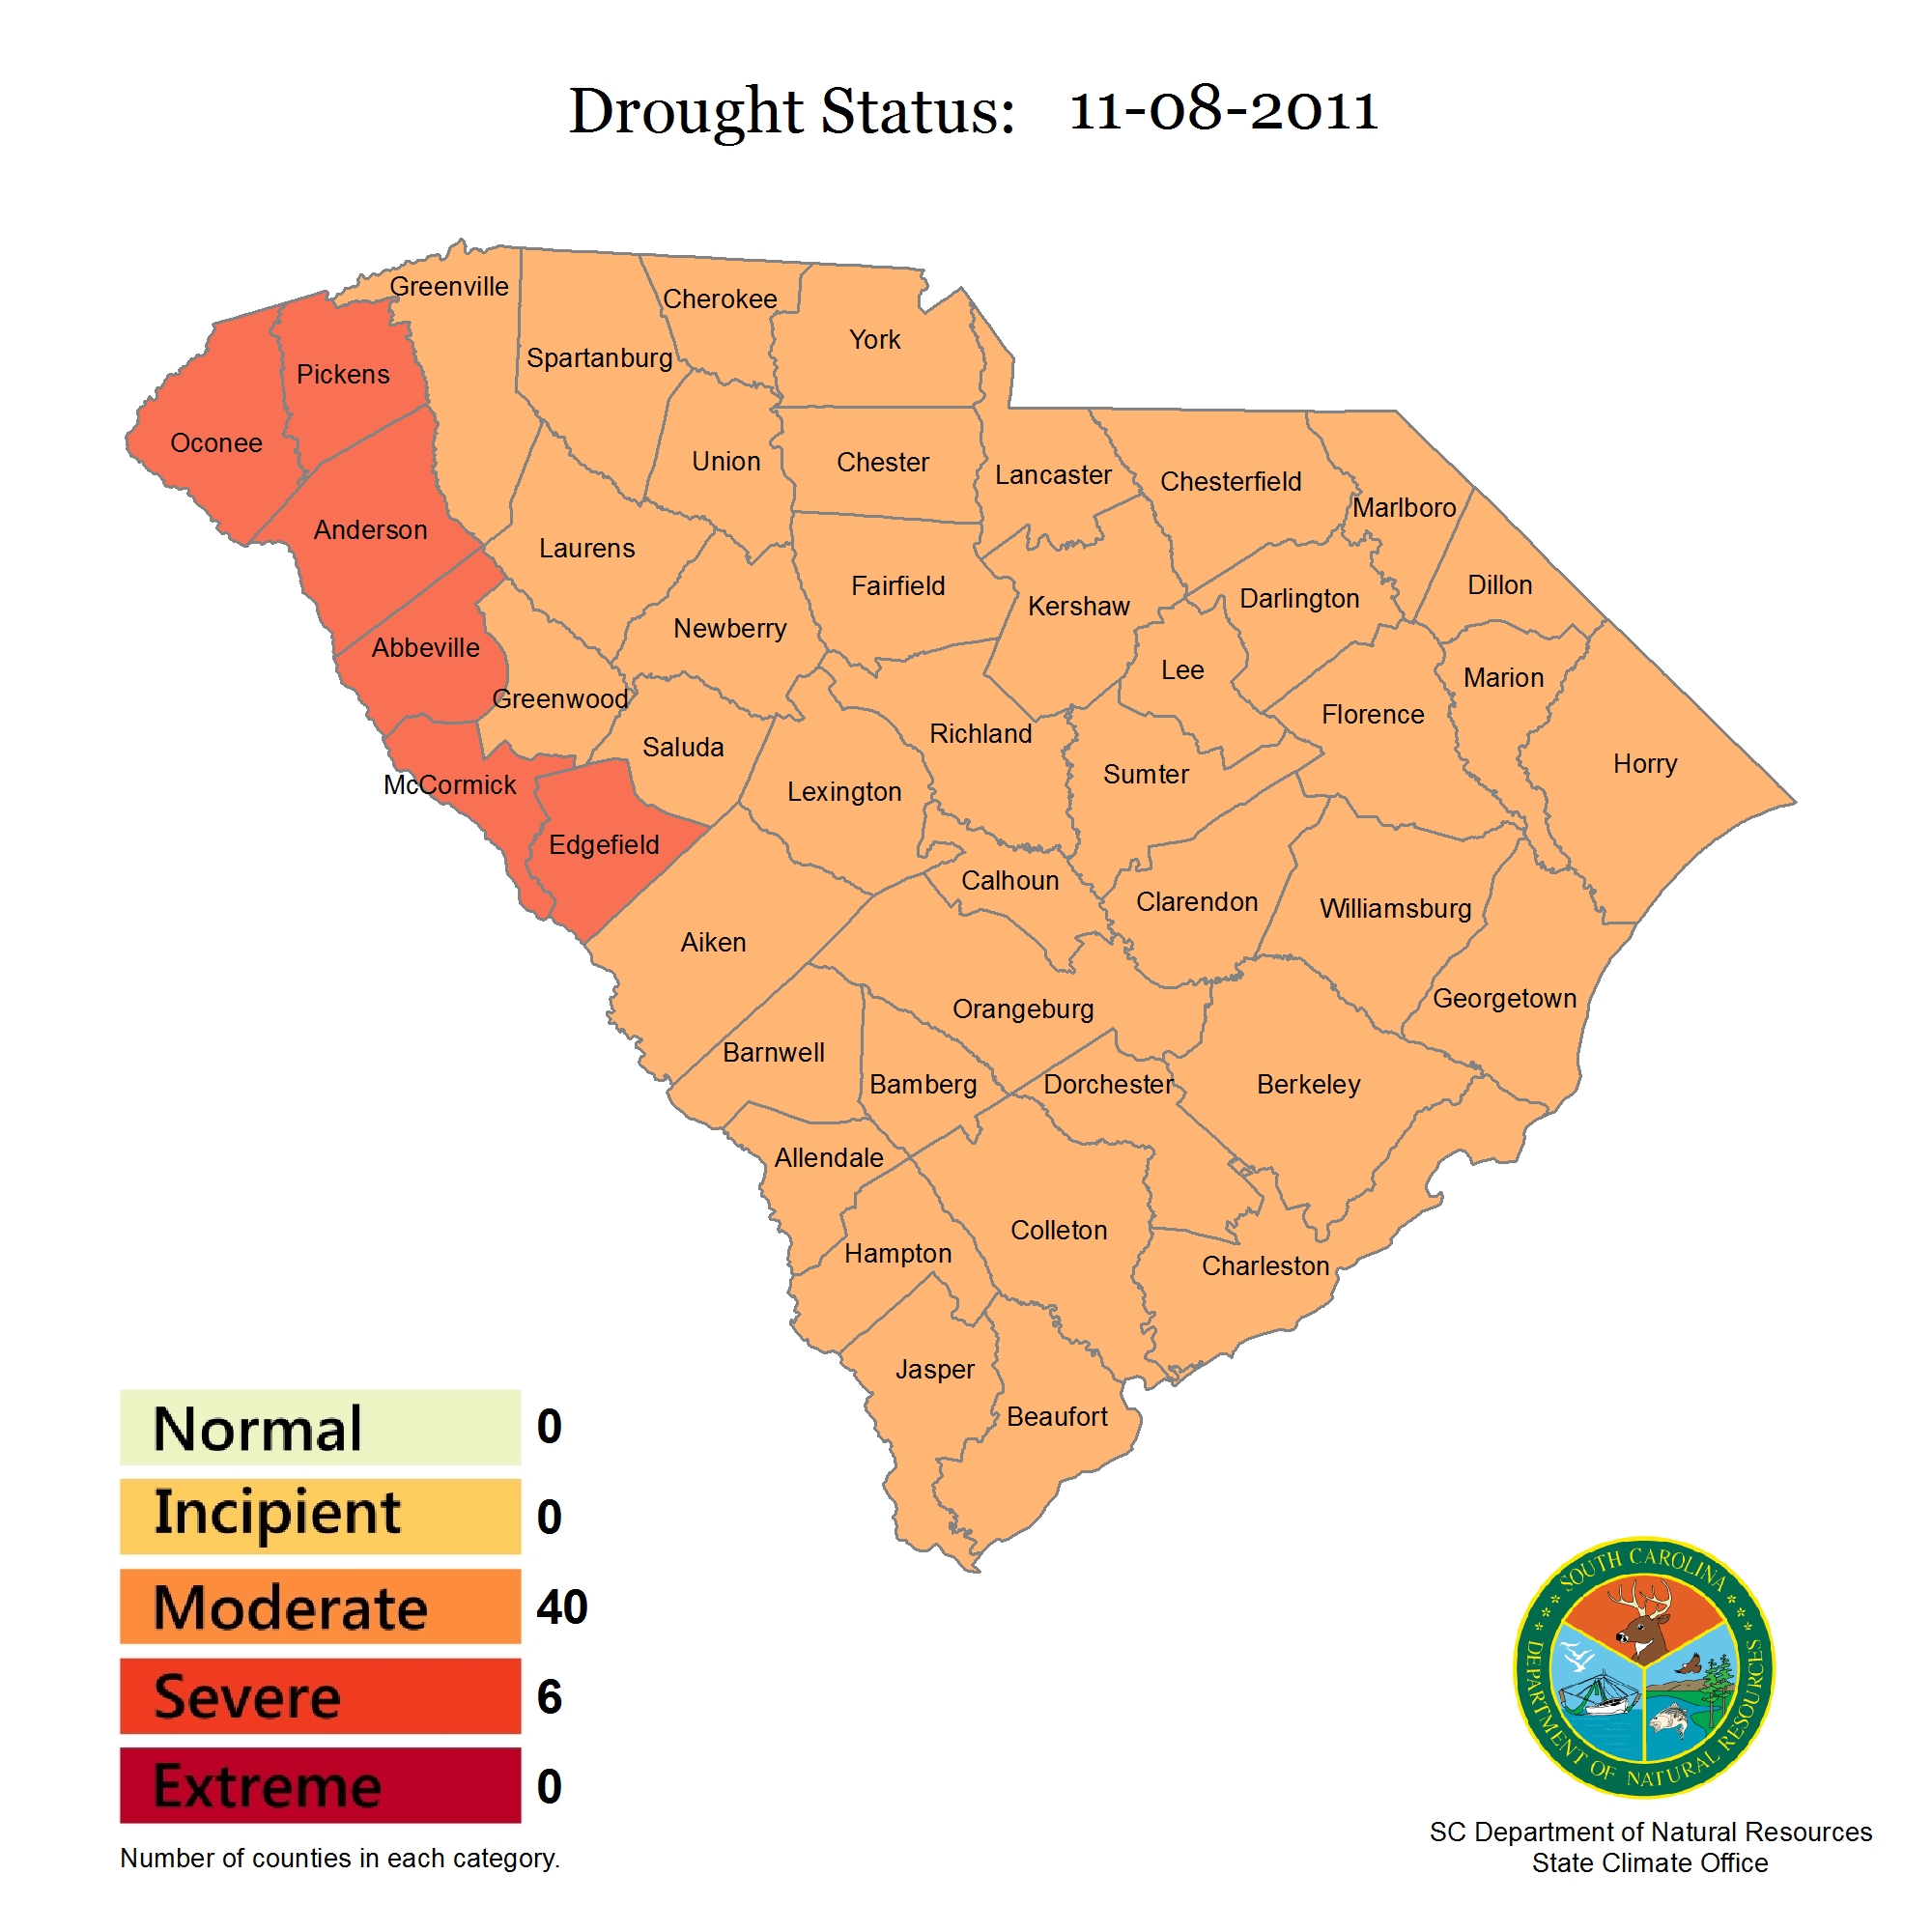 Drought Status: 11-08-2011
Greenville
Cherokee
York
Spartanburg
Pickens
Oconee
Union
Chester
Lancaster
Chesterfield
Marlboro
Anderson
Laurens
Fairfield
Dillon
Darlington
Kershaw
Newberry
Abbeville
Lee
Marion
Greenwood
Florence
Richland
Saluda
Horry
Sumter
McCormick
Lexington
Edgefield
Calhoun
Clarendon
Williamsburg
Aiken
Georgetown
Orangeburg
Barnwell
Bamberg
Dorchester
Berkeley
Allendale
Colleton
Hampton
Charleston
Jasper
Beaufort
Normal 0
Incipient 0
Moderate 40
Severe 6
Extreme 0
Number of counties in each category.
SOUTH CAROLINA
DEPARTMENT OF NATURAL RESOURCES
SC Department of Natural Resources
State Climate Office